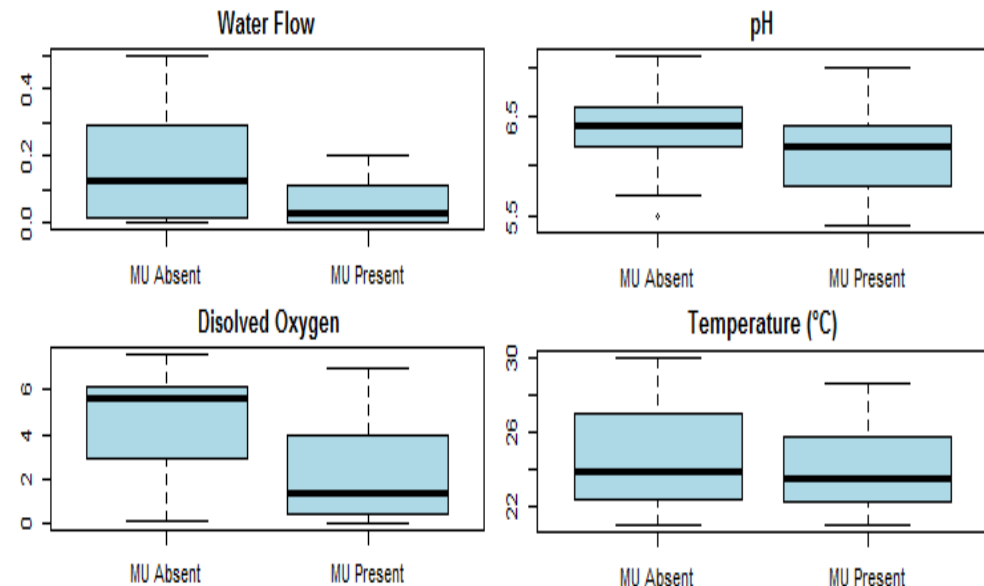 Water Flow
0.4
0.2
0.0
MU Absent
MU Present
pH
6.5
5.5
MU Absent
MU Present
Disolved Oxygen
6
4
2
0
MU Absent
MU Present
Temperature (ºC)
30
26
22
MU Absent
MU Present